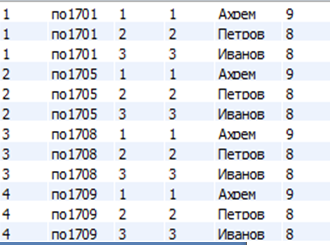 1 по1701 1 1 Ахрем 9
1 по1701 2 2 Петров 8
1 по1701 3 3 Иванов 8
2 по1705 1 1 Ахрем 9
2 по1705 2 2 Петров 8
2 по1705 3 3 Иванов 8
3 по1708 1 1 Ахрем 9
3 по1708 2 2 Петров 8
3 по1708 3 3 Иванов 8
4 по1709 1 1 Ахрем 9
4 по1709 2 2 Петров 8
4 по1709 3 3 Иванов 8